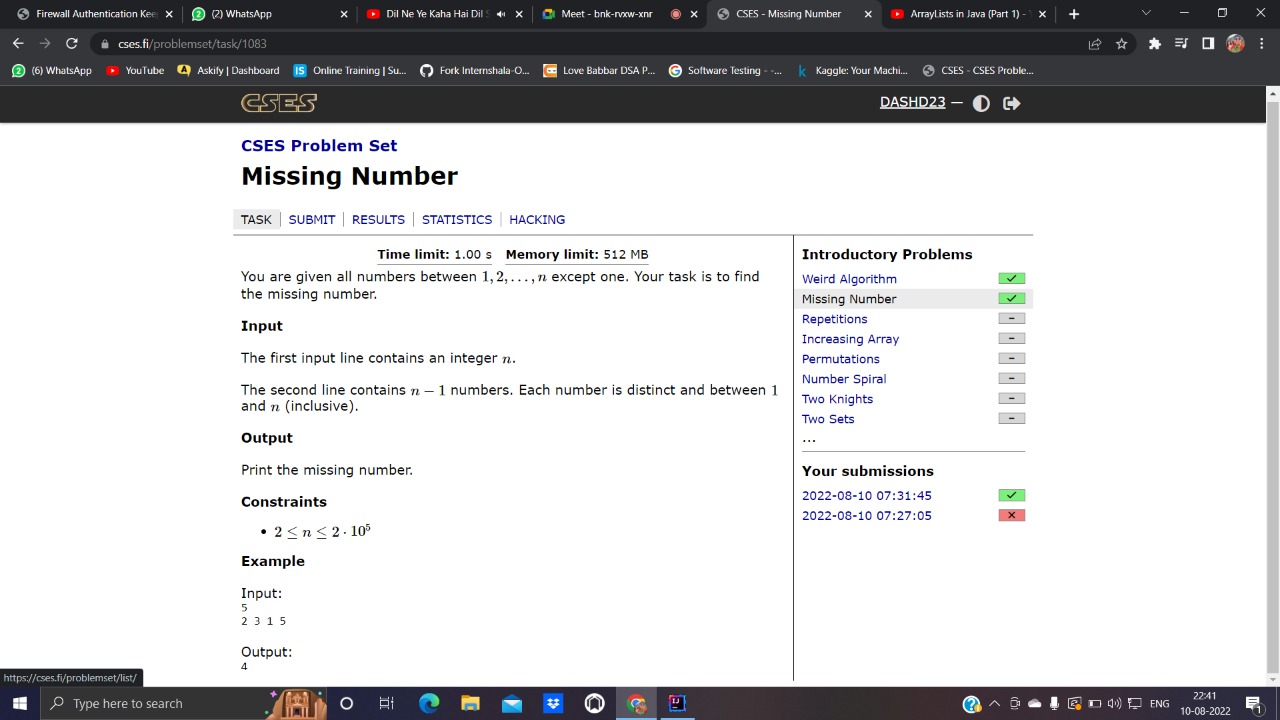 Firewall Authentication Kee
(2) WhatsApp
Dil Ne Ye Kaha Hai Dil S
Meet - bnk-rvxw-xnr
CSES - Missing Number
ArrayLists in Java (Part 1) -
cses.fi/problemset/task/1083
(6) WhatsApp
YouTube
Askify | Dashboard
Online Training | Su...
Fork Internshala-O...
Love Babbar DSA P...
Software Testing - -...
Kaggle: Your Machi...
CSES - CSES Proble...
CSES
DASHD23 —
CSES Problem Set
Missing Number
TASK | SUBMIT | RESULTS | STATISTICS | HACKING
Time limit: 1.00 s Memory limit: 512 MB
You are given all numbers between 1, 2, . . . , n except one. Your task is to find
the missing number.
Input
The first input line contains an integer n.
The second line contains n − 1 numbers. Each number is distinct and between 1
and n (inclusive).
Output
Print the missing number.
Constraints
• 2 ≤ n ≤ 2 · 10⁵
Example
Input:
5
2 3 1 5
Output:
4
Introductory Problems
Weird Algorithm
Missing Number
Repetitions
Increasing Array
Permutations
Number Spiral
Two Knights
Two Sets
...
Your submissions
2022-08-10 07:31:45
2022-08-10 07:27:05
https://cses.fi/problemset/list/
Type here to search
ENG
22:41
10-08-2022
1